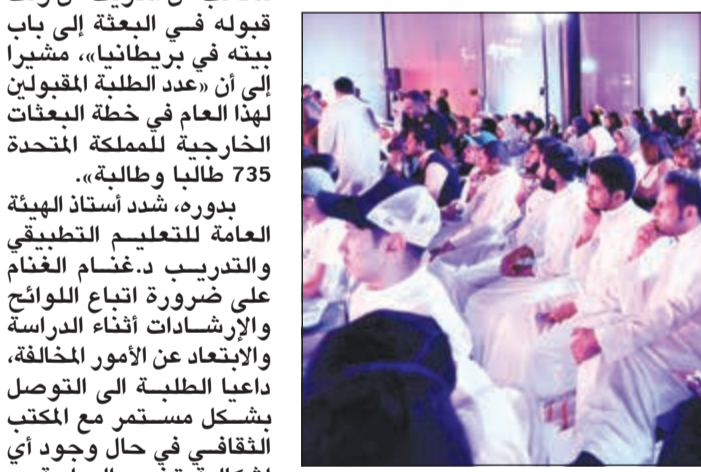 قبوله في البعثة إلى باب
بيته في بريطانيا»، مشيرا
إلى أن «عدد الطلبة المقبولين
لهذا العام في خطة البعثات
الخارجية للمملكة المتحدة
735 طالبا وطالبة».
بدوره، شدد أستاذ الهيئة
العامة للتعليم التطبيقي
والتدريب د.غنام الغنام
على ضرورة اتباع اللوائح
والإرشادات أثناء الدراسة
والابتعاد عن الأمور المخالفة،
داعيا الطلبة الى التوصل
بشكل مستمر مع المكتب
الثقافي في حال وجود أي